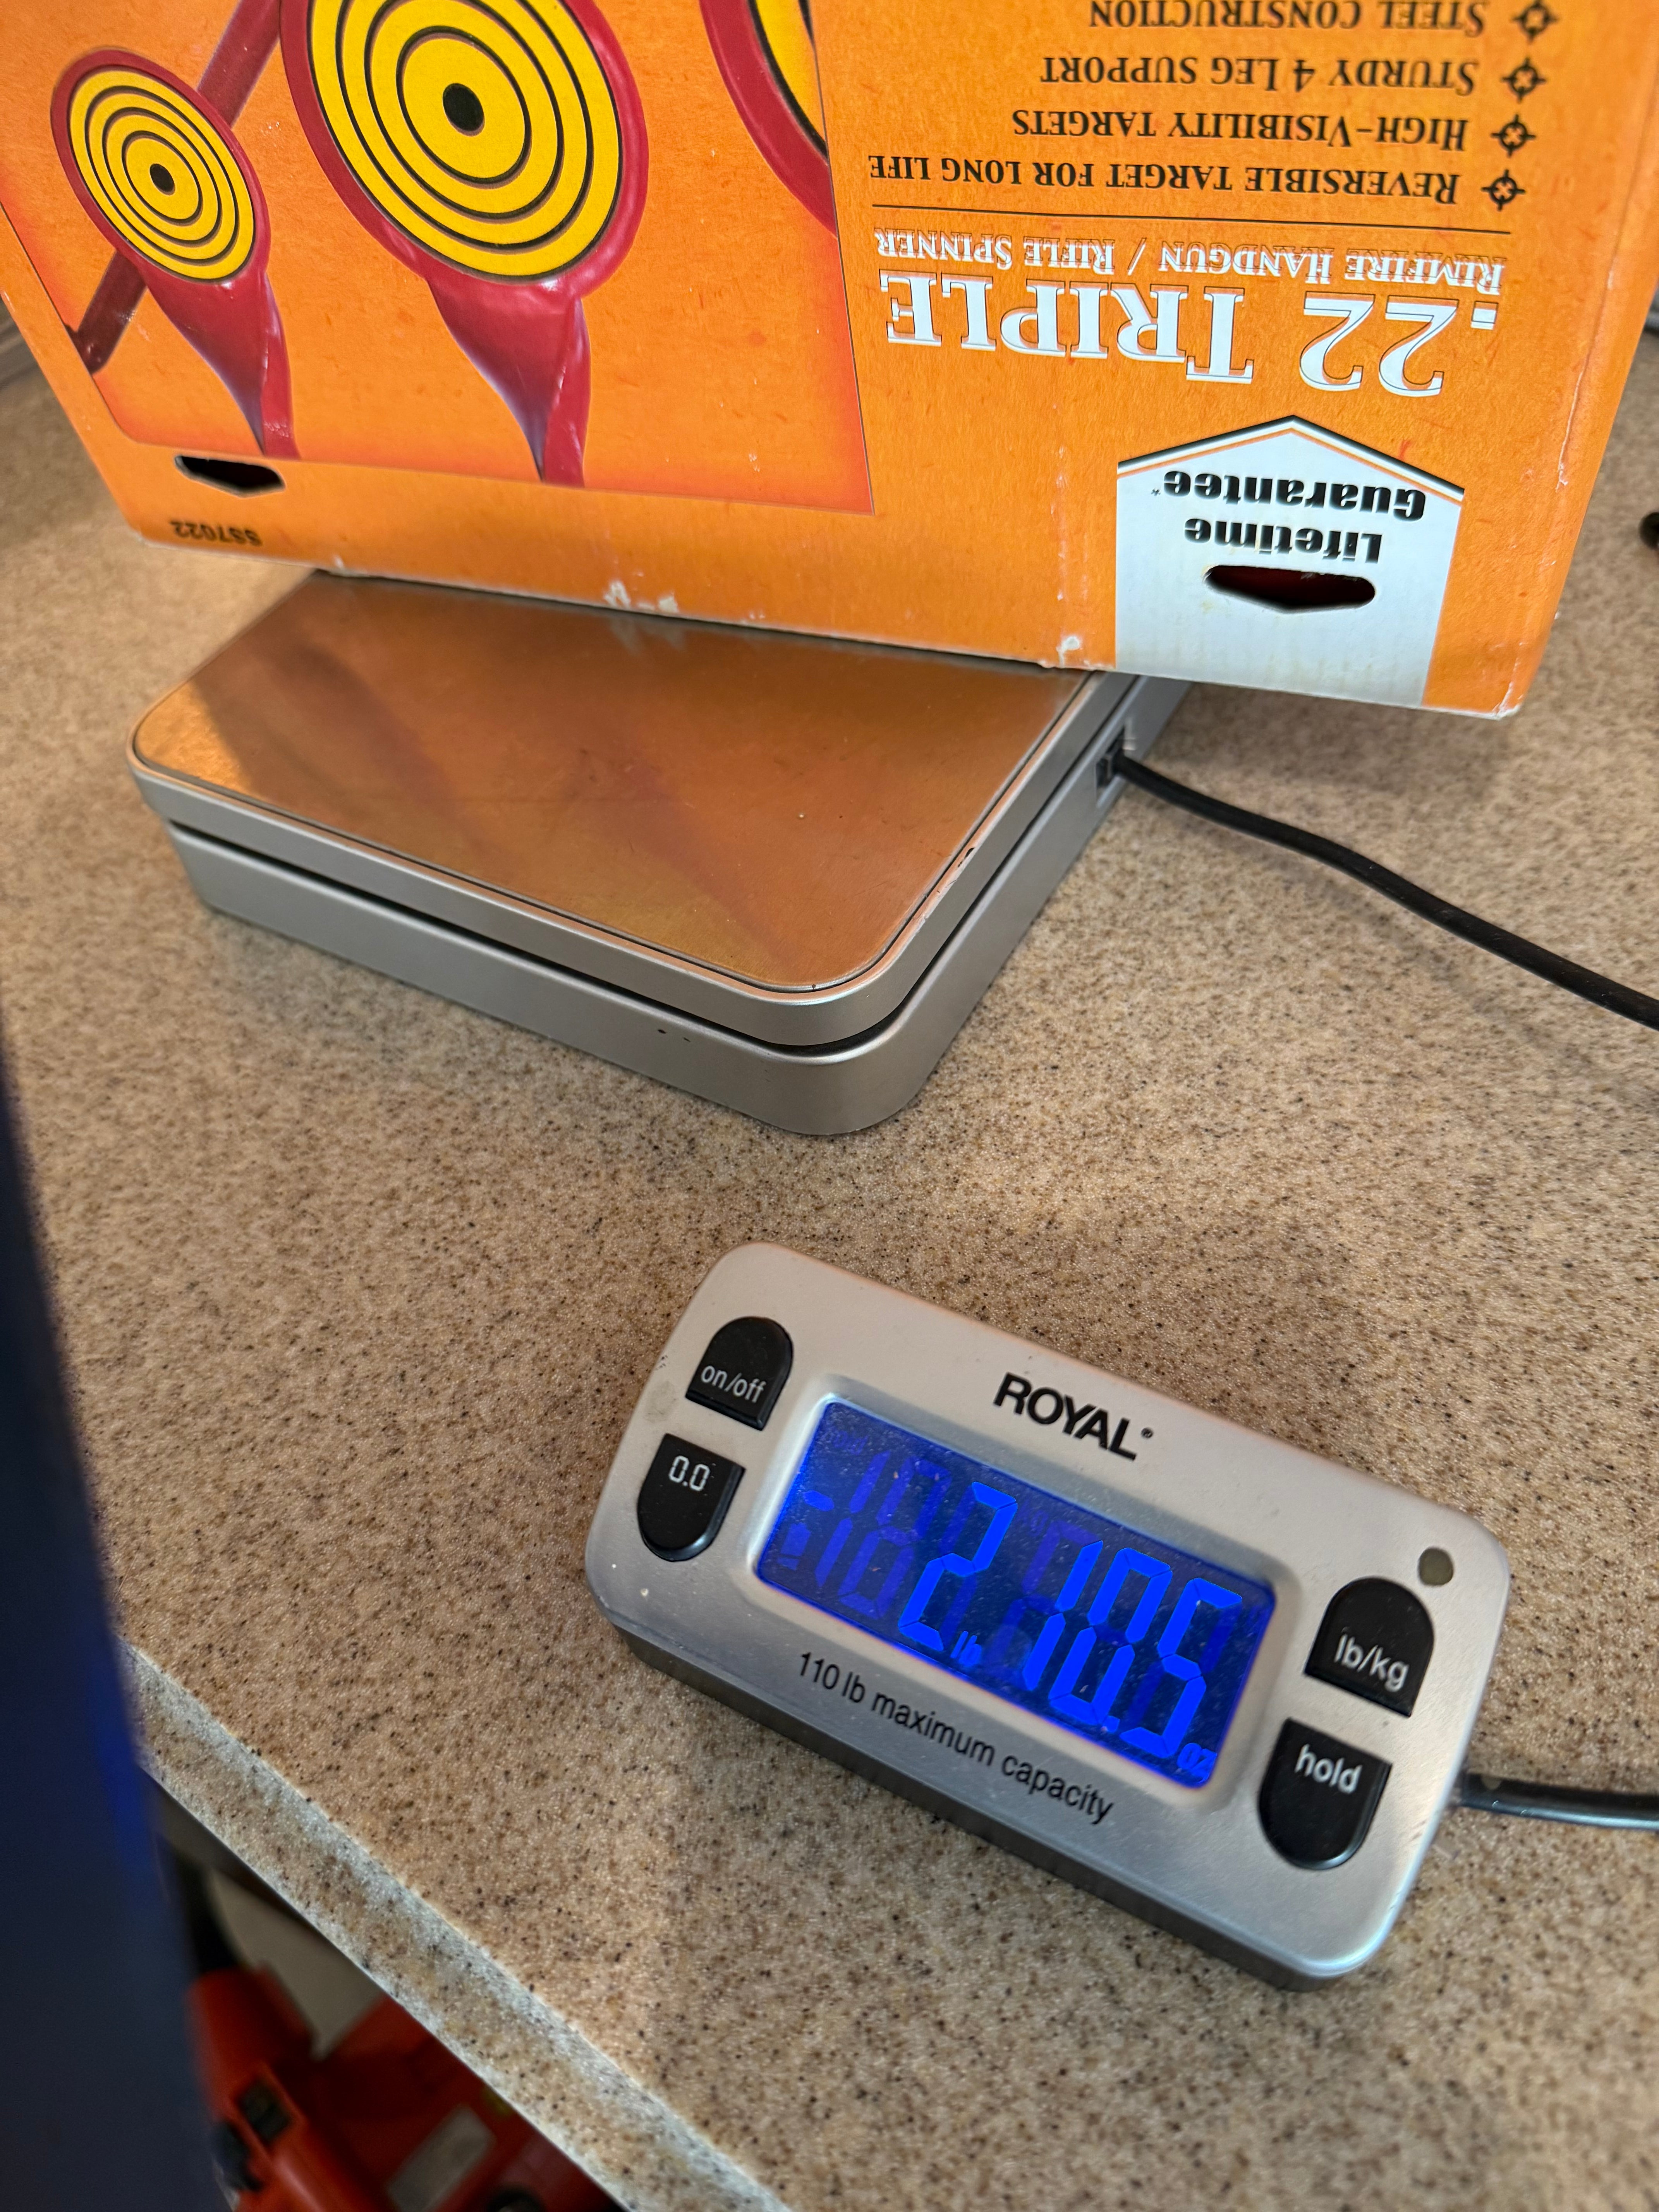 Lifetime
Guarantee*
.22 TRIPLE
RIMFIRE HANDGUN / RIFLE SPINNER
REVERSIBLE TARGET FOR LONG LIFE
HIGH-VISIBILITY TARGETS
STURDY 4 LEG SUPPORT
STEEL CONSTRUCTION
SS7022
ROYAL®
on/off
0.0
2 lb 10.5 oz
lb/kg
hold
110 lb maximum capacity